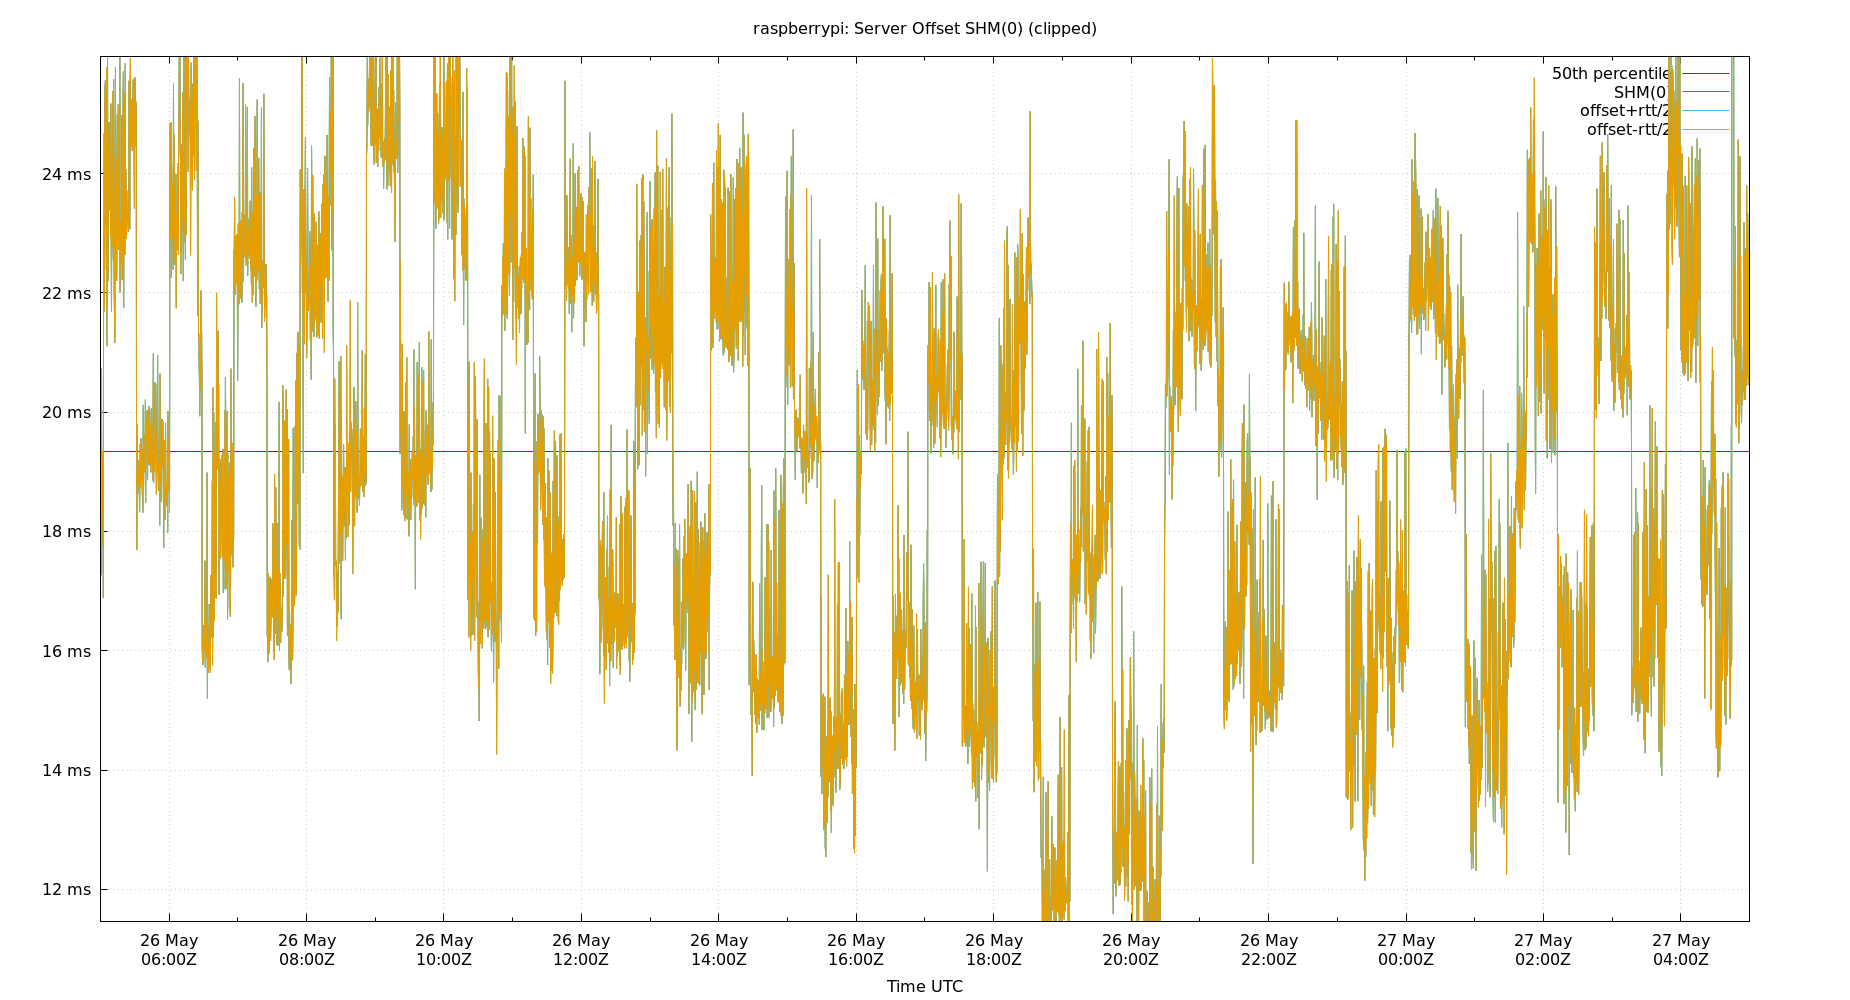 raspberrypi: Server Offset SHM(0) (clipped)
50th percentile
SHM(0)
offset+rtt/2
offset-rtt/2
24 ms
22 ms
20 ms
18 ms
16 ms
14 ms
12 ms
26 May 26 May 26 May 26 May 26 May 26 May 26 May 26 May 26 May 27 May 27 May 27 May
06:00Z 08:00Z 10:00Z 12:00Z 14:00Z 16:00Z 18:00Z 20:00Z 22:00Z 00:00Z 02:00Z 04:00Z
Time UTC